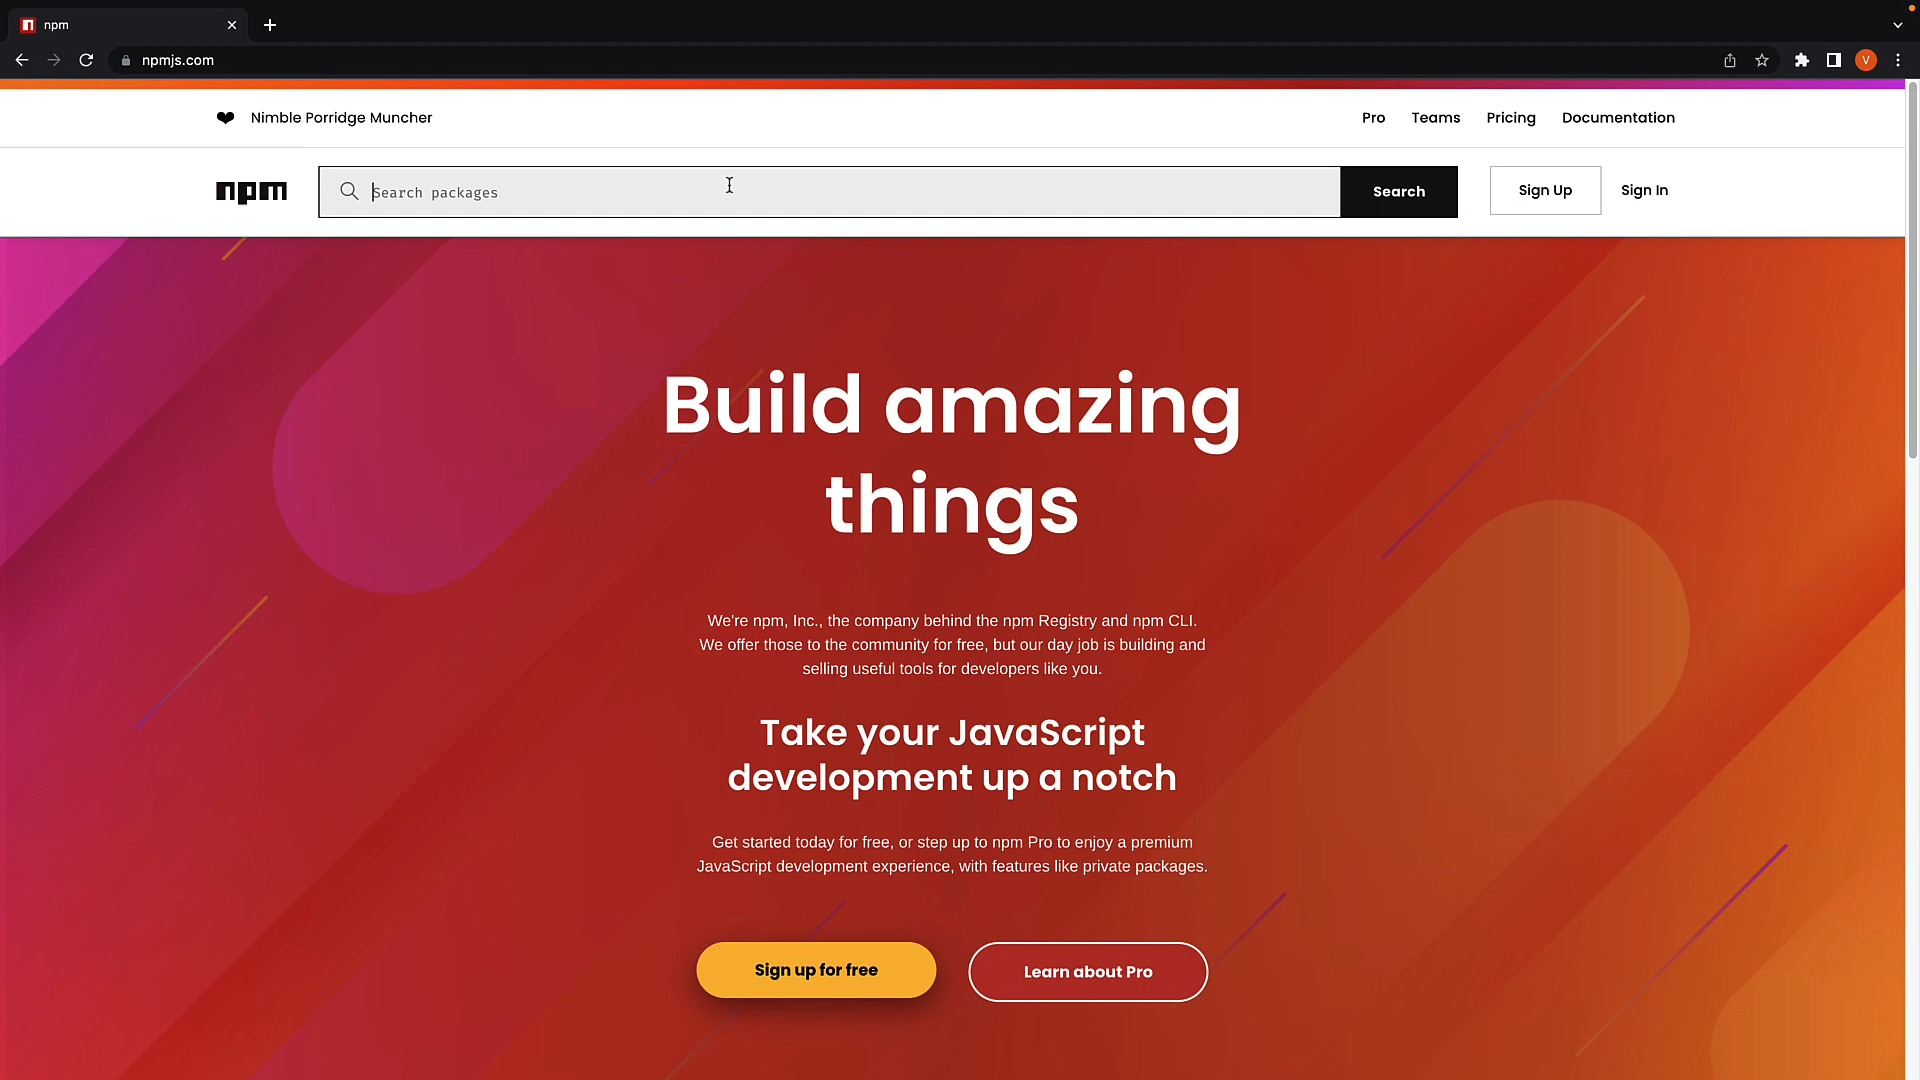 npm
npmjs.com
V
Nimble Porridge Muncher
Pro
Teams
Pricing
Documentation
npm
Search packages
Search
Sign Up
Sign In
Build amazing
things
We're npm, Inc., the company behind the npm Registry and npm CLI.
We offer those to the community for free, but our day job is building and
selling useful tools for developers like you.
Take your JavaScript
development up a notch
Get started today for free, or step up to npm Pro to enjoy a premium
JavaScript development experience, with features like private packages.
Sign up for free
Learn about Pro